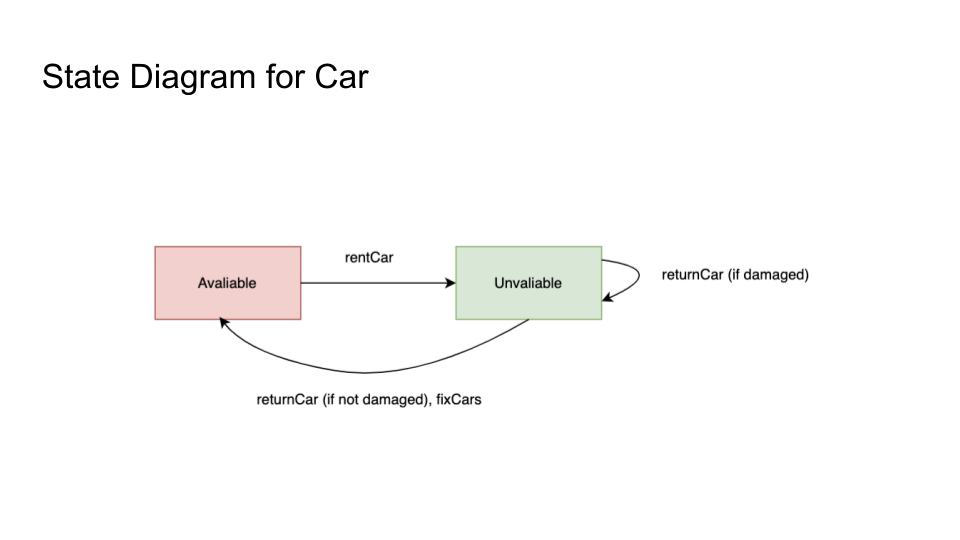 State Diagram for Car
rentCar
Avaliable
Unvaliable
returnCar (if damaged)
returnCar (if not damaged), fixCars